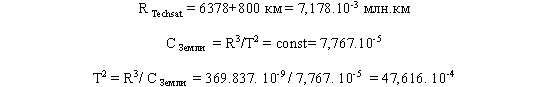 R Techsat = 6378+800 км = 7,178.10-3 млн.км
С Земли = R3/T2 = const= 7,767.10-5
T2 = R3/ С Земли = 369.837. 10-9 / 7,767. 10-5 = 47,616. 10-4